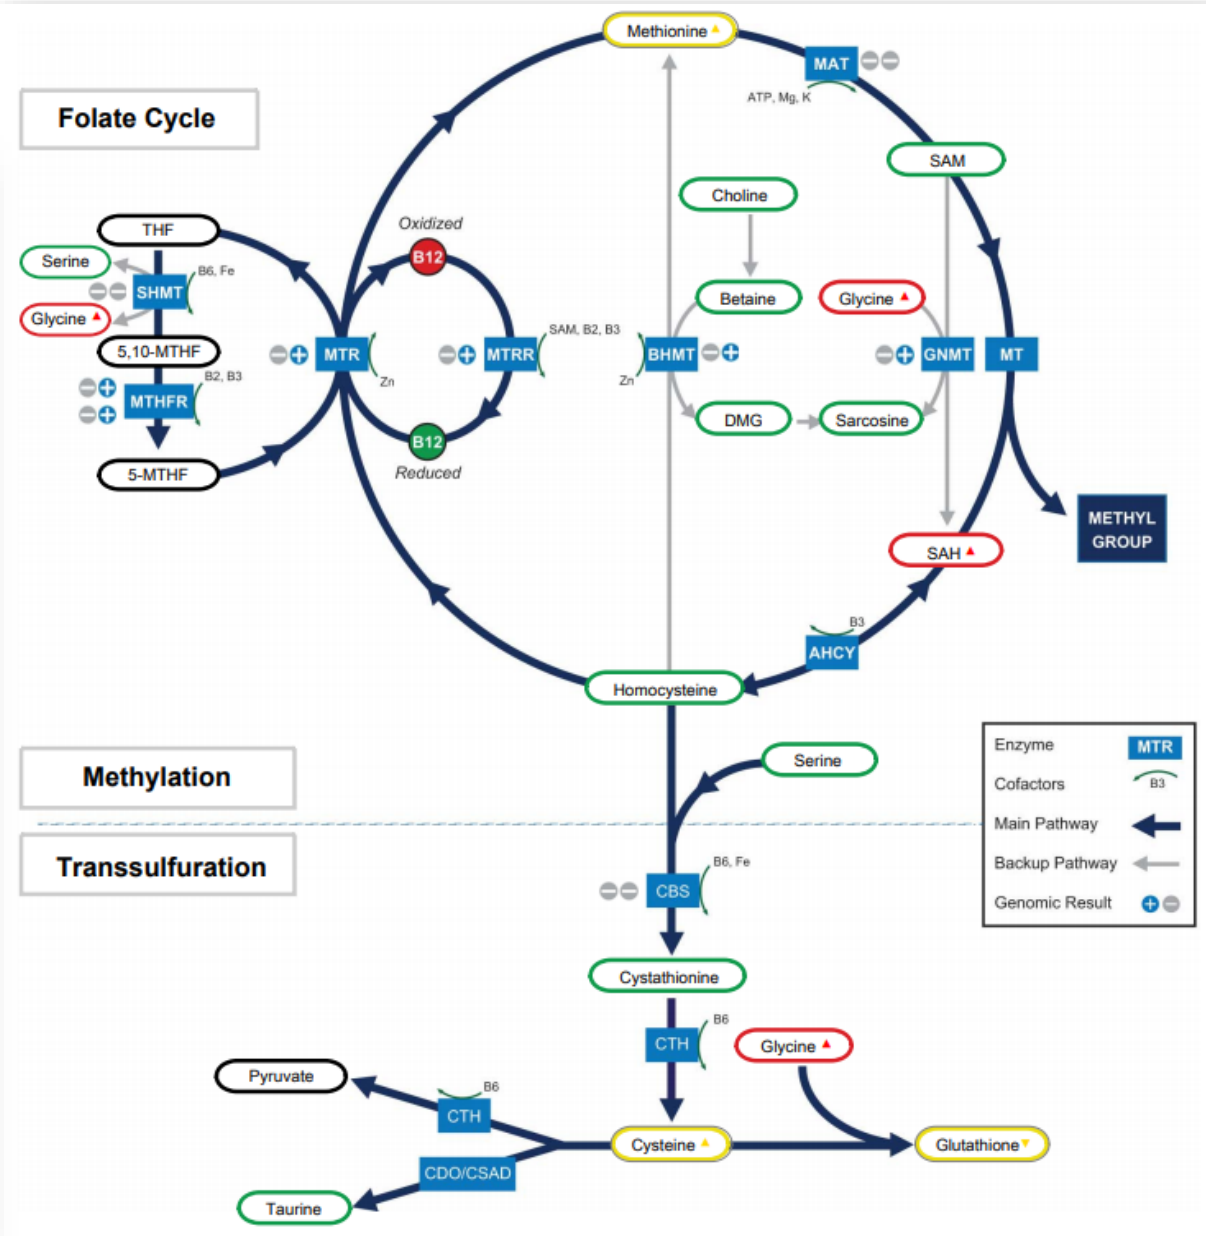 Methionine
MAT
ATP, Mg, K
Folate Cycle
SAM
Choline
THF
Oxidized
B12
Serine
B6, Fe
SHMT
Glycine
Betaine
Glycine
5,10-MTHF
MTR
Zn
MTRR
SAM, B2, B3
BHMT
Zn
GNMT
MT
B2, B3
MTHFR
DMG
Sarcosine
B12
Reduced
5-MTHF
METHYL
GROUP
SAH
B3
AHCY
Homocysteine
Methylation
Serine
Enzyme
MTR
Cofactors
B3
Main Pathway
Backup Pathway
Genomic Result
Transsulfuration
B6, Fe
CBS
Cystathionine
B6
CTH
Glycine
Pyruvate
B6
CTH
Cysteine
Glutathione
CDO/CSAD
Taurine